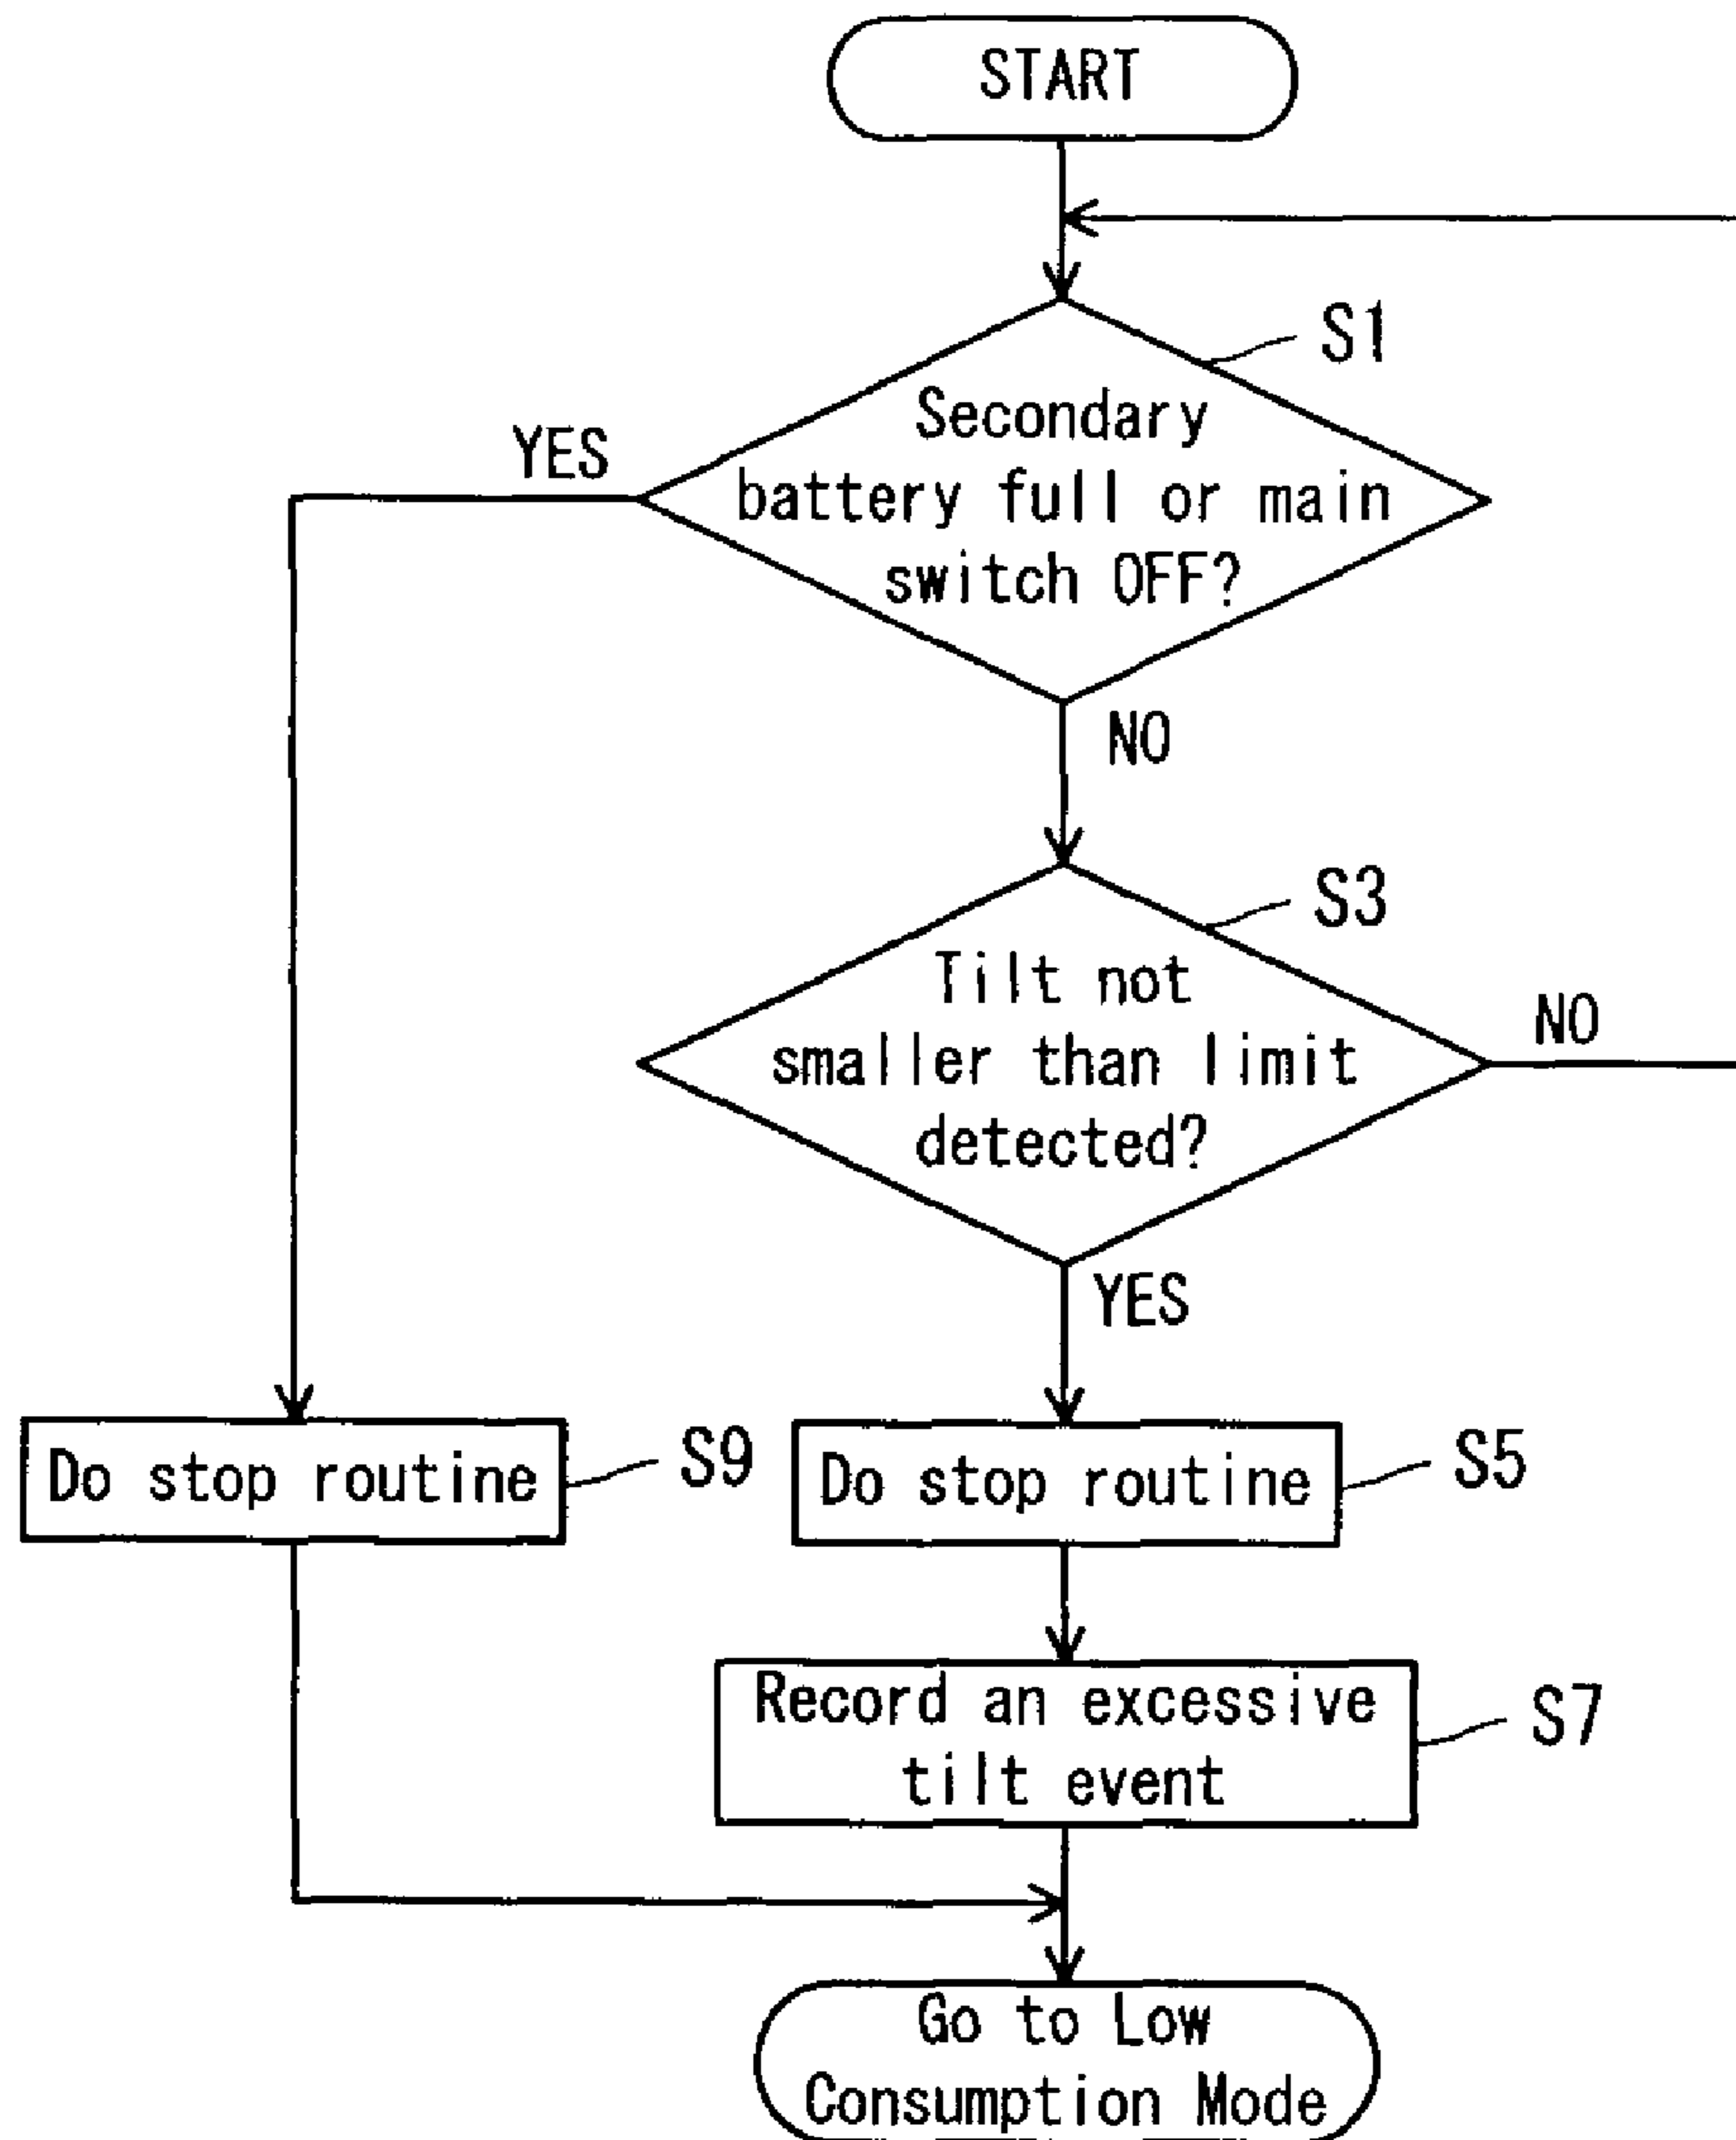 START
S1
Secondary
battery full or main
switch OFF?
YES
NO
S3
Tilt not
smaller than limit
detected?
NO
YES
Do stop routine
S9
Do stop routine
S5
Record an excessive
tilt event
S7
Go to Low
Consumption Mode